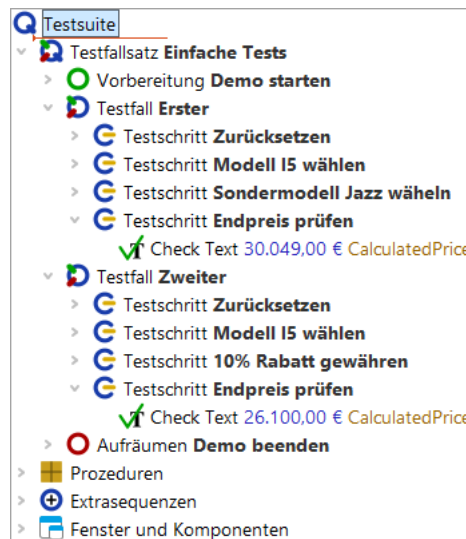 Testsuite
Testfallsatz Einfache Tests
Vorbereitung Demo starten
Testfall Erster
Testschritt Zurücksetzen
Testschritt Modell I5 wählen
Testschritt Sondermodell Jazz wäheln
Testschritt Endpreis prüfen
Check Text 30.049,00 € CalculatedPrice
Testfall Zweiter
Testschritt Zurücksetzen
Testschritt Modell I5 wählen
Testschritt 10% Rabatt gewähren
Testschritt Endpreis prüfen
Check Text 26.100,00 € CalculatedPrice
Aufräumen Demo beenden
Prozeduren
Extrasequenzen
Fenster und Komponenten